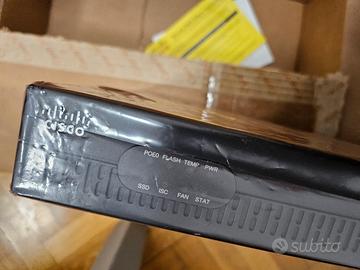 CISCO
POE0 FLASH TEMP PWR
SSD ISC FAN STAT
subito